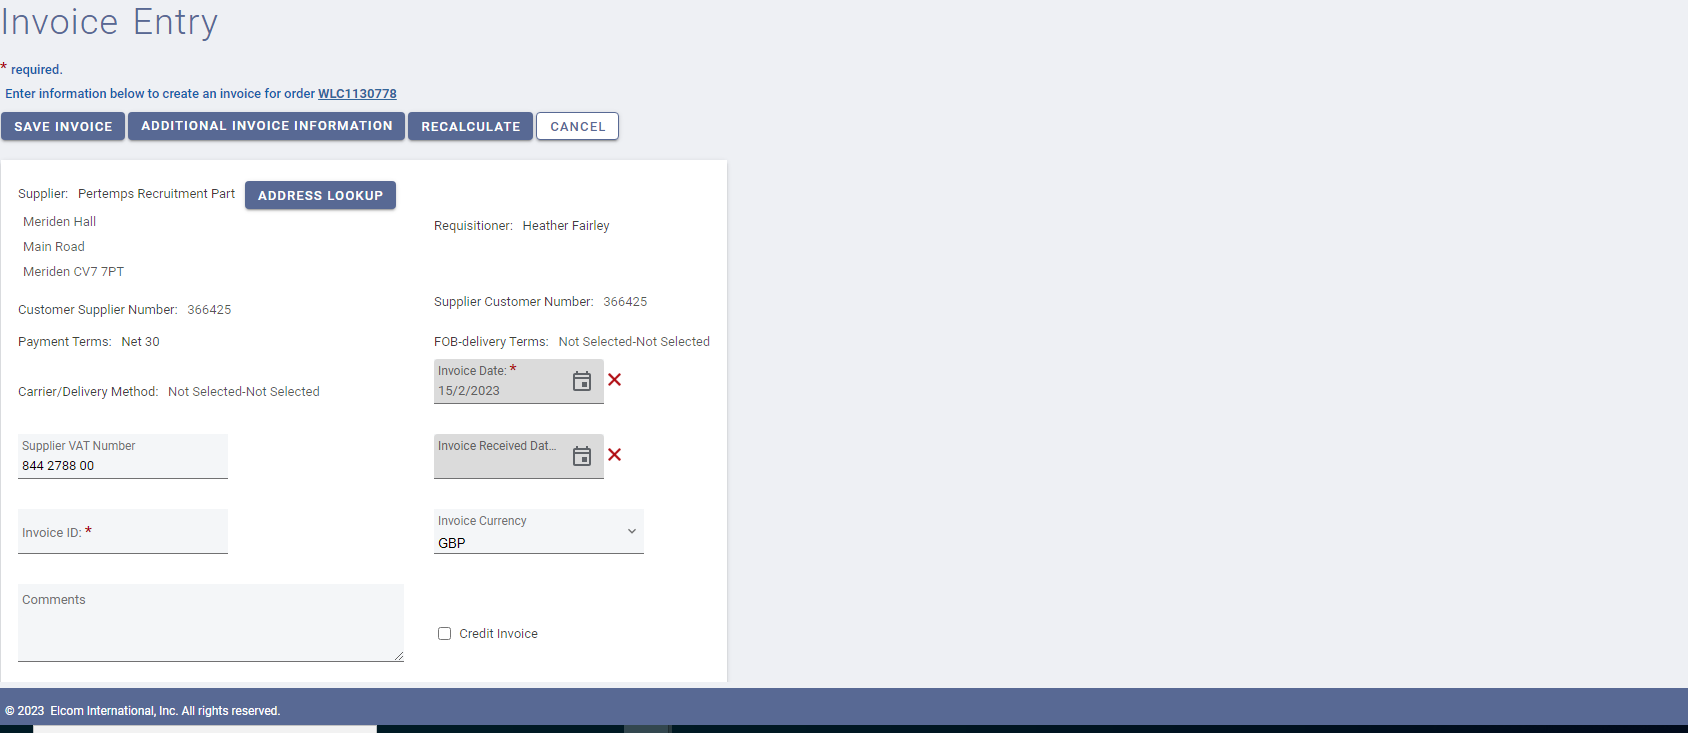 Invoice Entry
* required.
Enter information below to create an invoice for order WLC1130778
SAVE INVOICE ADDITIONAL INVOICE INFORMATION RECALCULATE CANCEL
Supplier: Pertemps Recruitment Part ADDRESS LOOKUP
Meriden Hall
Main Road
Meriden CV7 7PT
Requisitioner: Heather Fairley
Customer Supplier Number: 366425
Supplier Customer Number: 366425
Payment Terms: Net 30
FOB-delivery Terms: Not Selected-Not Selected
Carrier/Delivery Method: Not Selected-Not Selected
Invoice Date: *
15/2/2023
Supplier VAT Number
844 2788 00
Invoice Received Dat...
Invoice ID: *
Invoice Currency
GBP
Comments
Credit Invoice
© 2023 Elcom International, Inc. All rights reserved.